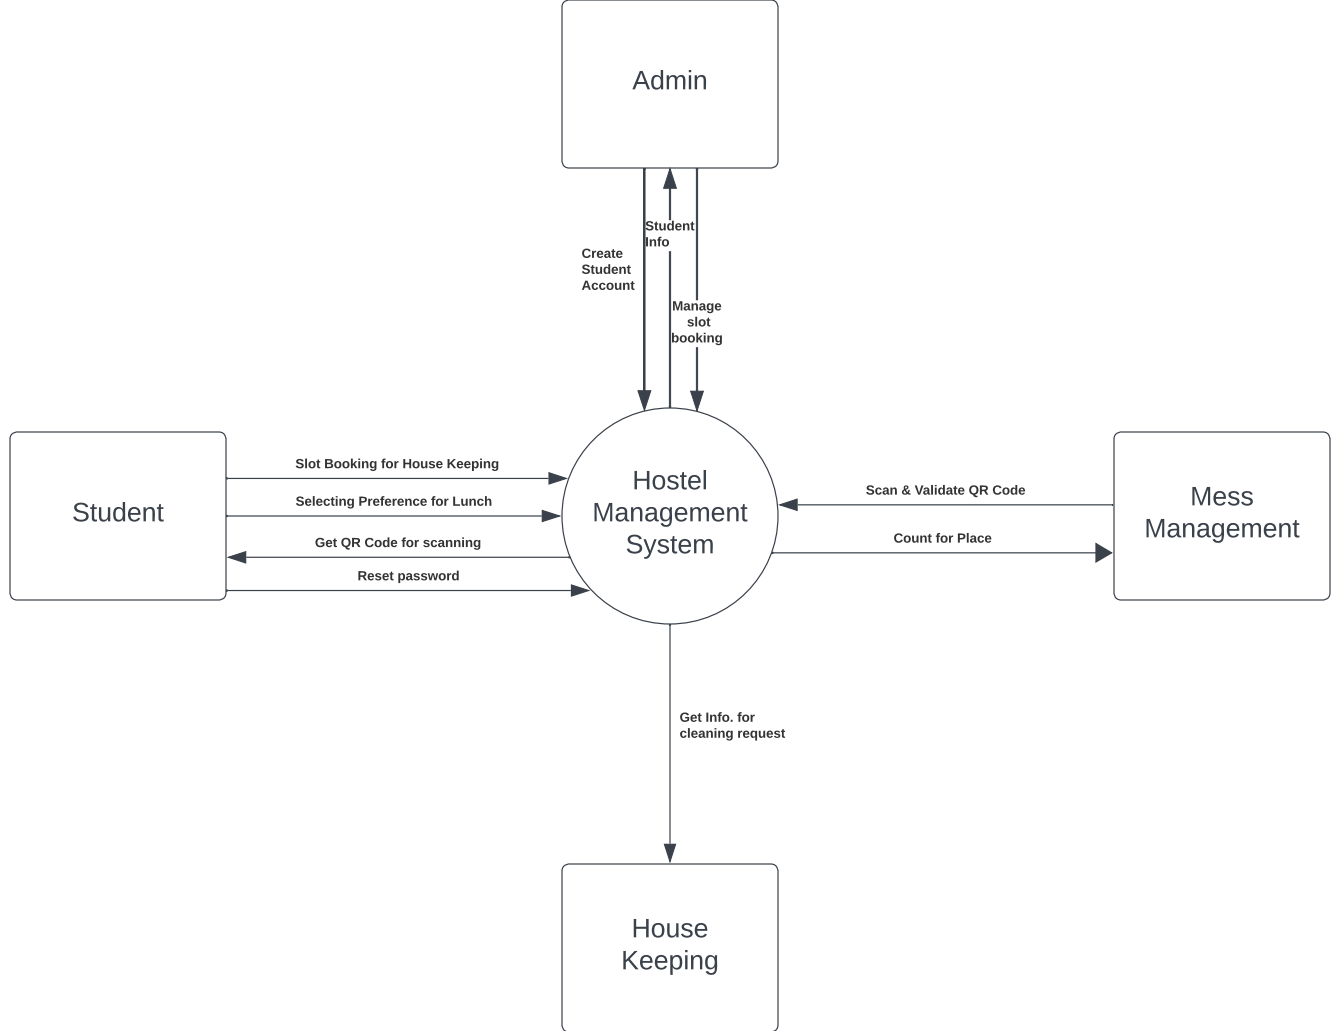 Admin
Student
Info
Create
Student
Account
Manage
slot
booking
Slot Booking for House Keeping
Selecting Preference for Lunch
Get QR Code for scanning
Reset password
Student
Hostel
Management
System
Scan & Validate QR Code
Count for Place
Mess
Management
Get Info. for
cleaning request
House
Keeping